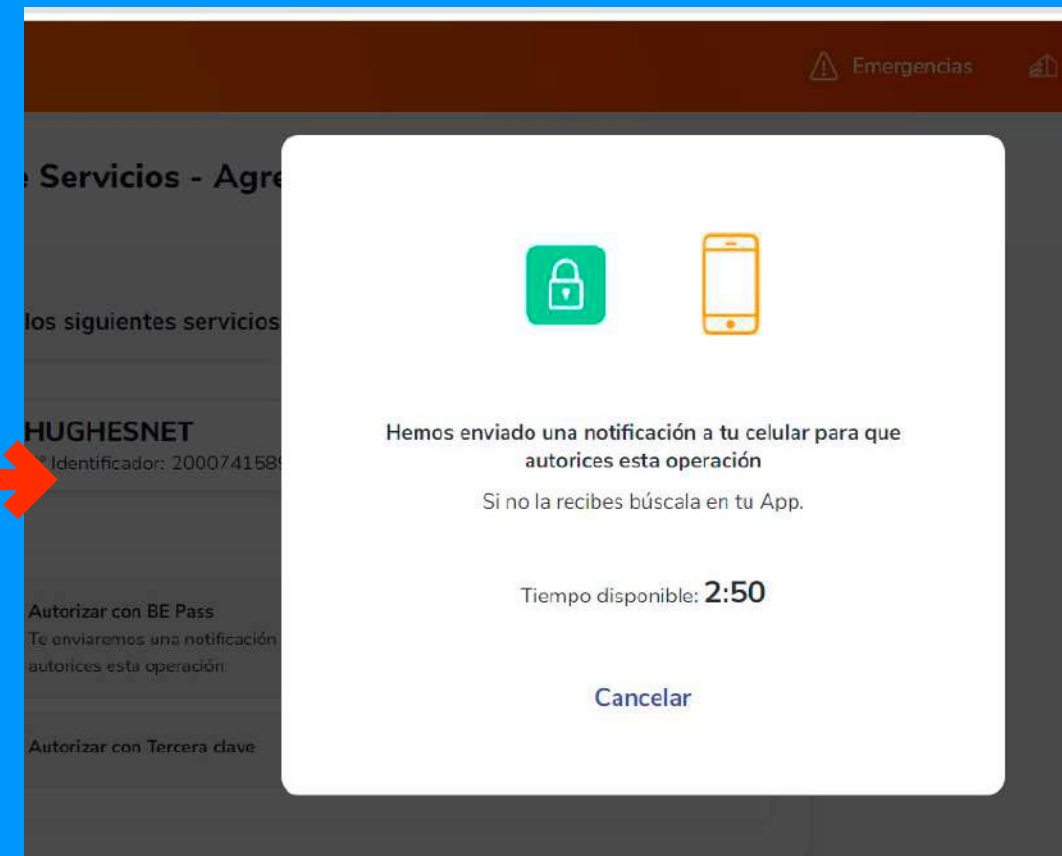 Emergencias
Servicios - Agre
los siguientes servicios
HUGHESNET
Identificador: 200074158
Autorizar con BE Pass
Te enviaremos una notificación
autorices esta operación
Autorizar con Tercera clave
Hemos enviado una notificación a tu celular para que
autorices esta operación
Si no la recibes búscala en tu App.
Tiempo disponible: 2:50
Cancelar